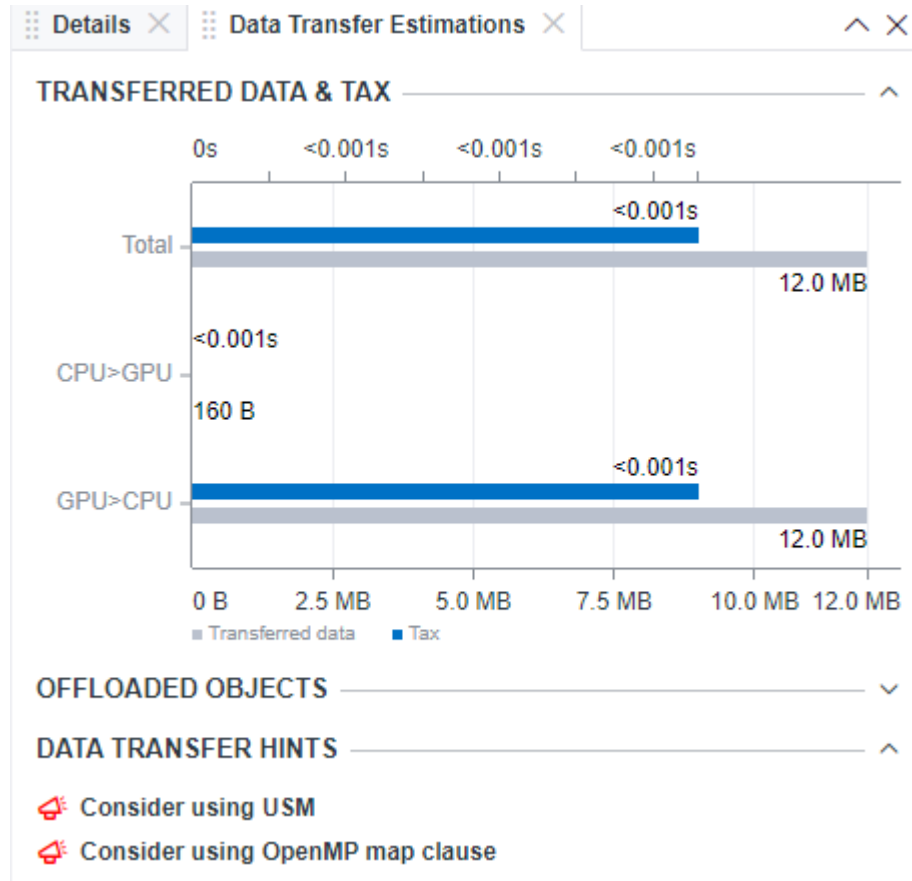 Details Data Transfer Estimations
TRANSFERRED DATA & TAX
0s <0.001s <0.001s <0.001s
<0.001s
Total
12.0 MB
<0.001s
CPU>GPU
160 B
<0.001s
GPU>CPU
12.0 MB
0 B 2.5 MB 5.0 MB 7.5 MB 10.0 MB 12.0 MB
Transferred data Tax
OFFLOADED OBJECTS
DATA TRANSFER HINTS
Consider using USM
Consider using OpenMP map clause